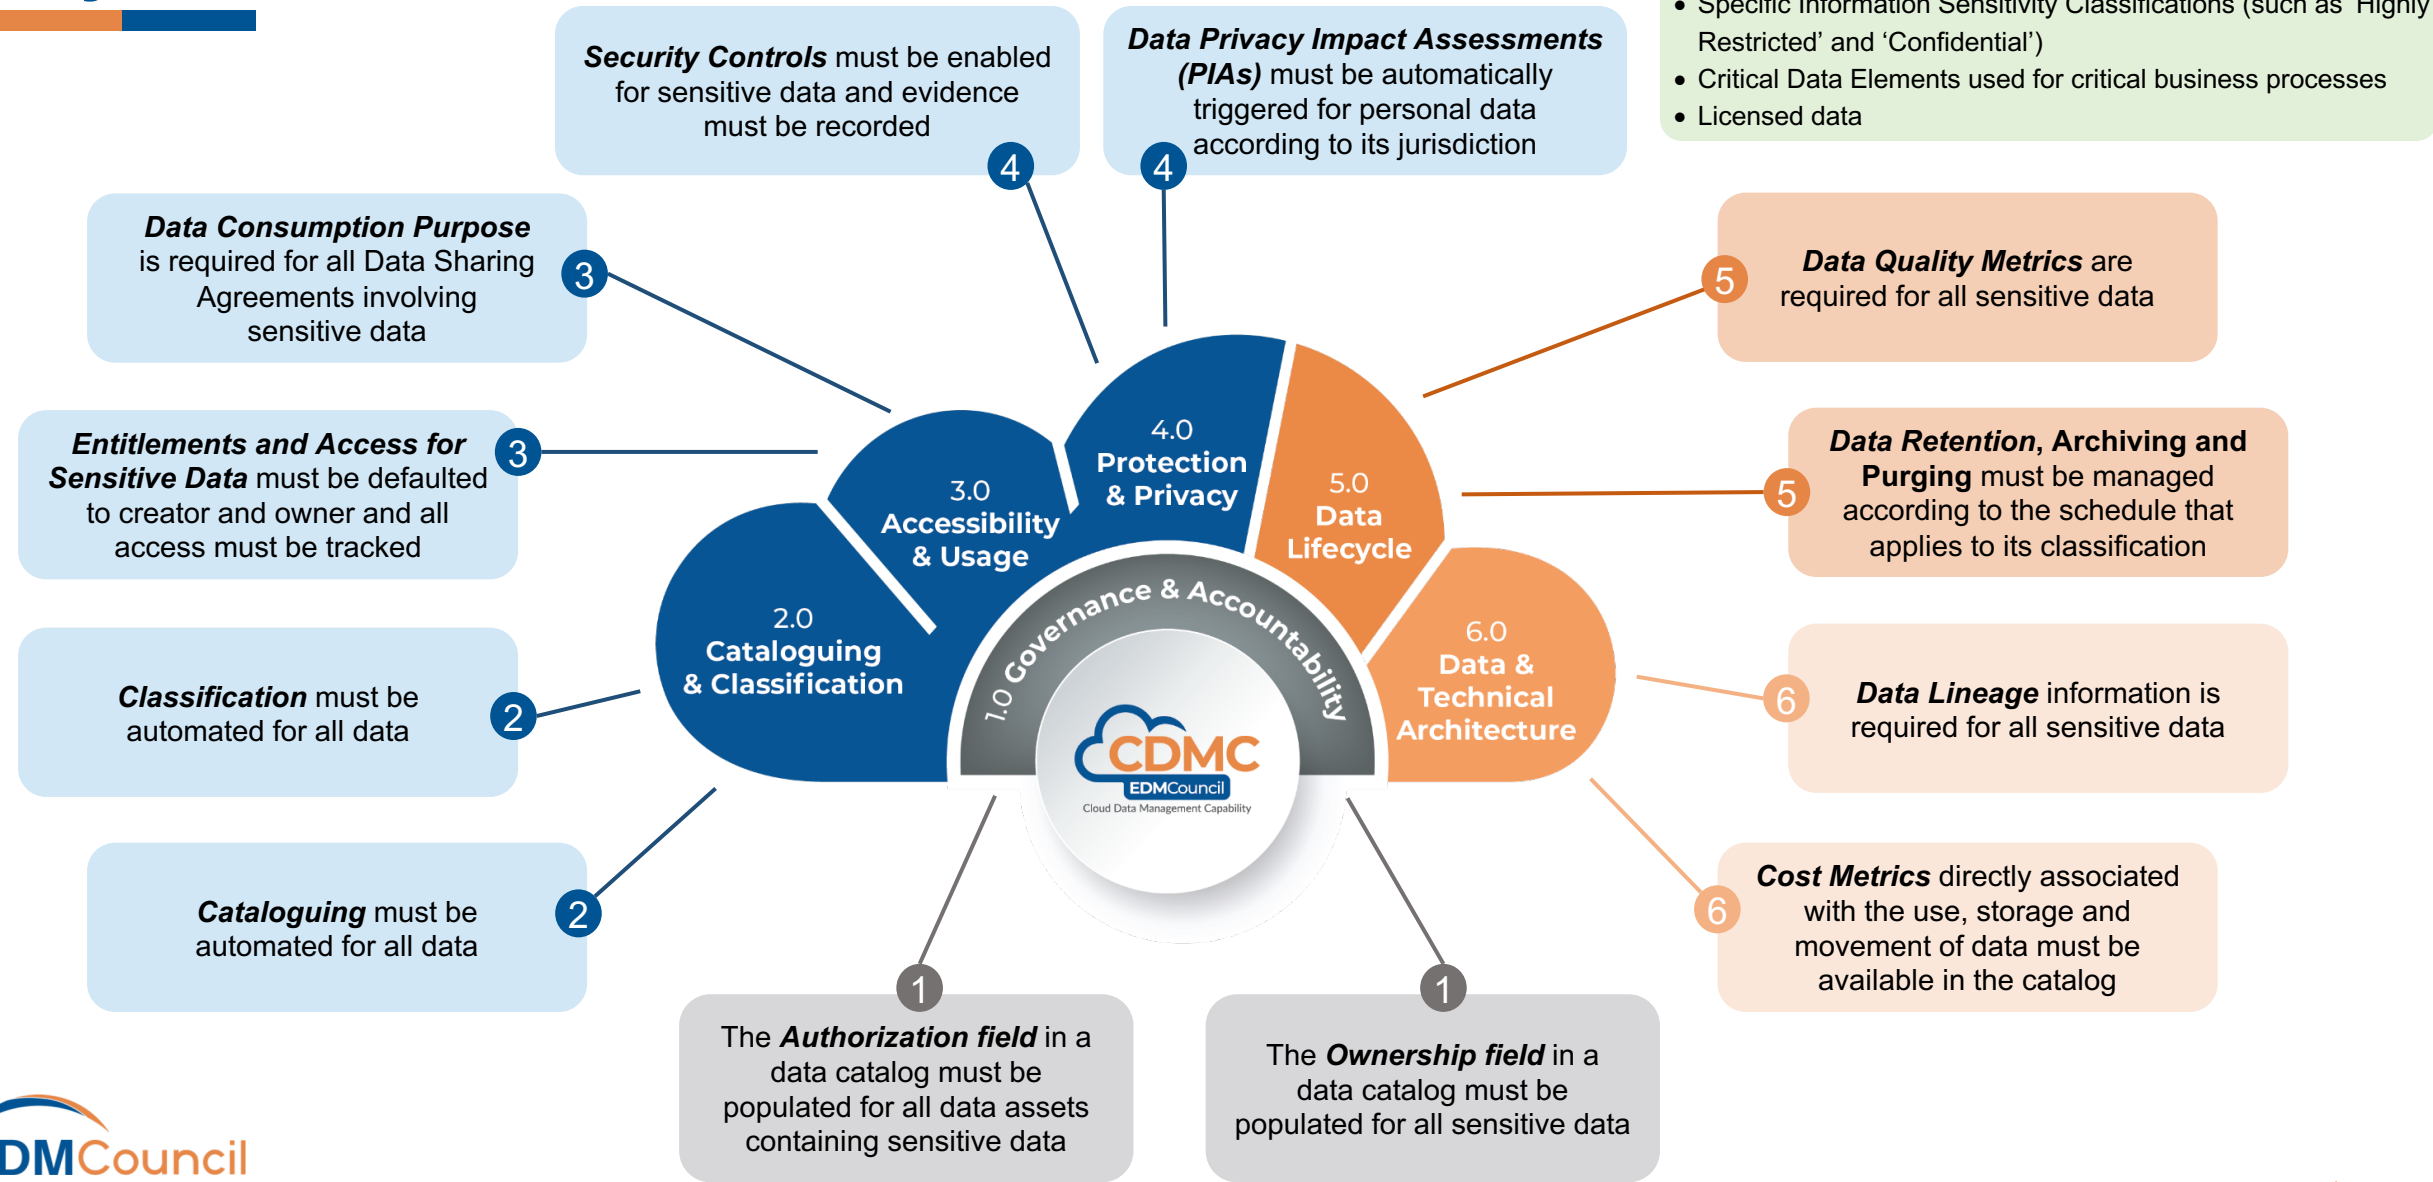 Specific Information Sensitivity Classifications (such as ‘Highly
Restricted’ and ‘Confidential’)
• Critical Data Elements used for critical business processes
• Licensed data
Security Controls must be enabled
for sensitive data and evidence
must be recorded
4
Data Privacy Impact Assessments
(PIAs) must be automatically
triggered for personal data
according to its jurisdiction
4
Data Consumption Purpose
is required for all Data Sharing
Agreements involving
sensitive data
3
Data Quality Metrics are
required for all sensitive data
5
Entitlements and Access for
Sensitive Data must be defaulted
to creator and owner and all
access must be tracked
3
Data Retention, Archiving and
Purging must be managed
according to the schedule that
applies to its classification
5
4.0
Protection
& Privacy
3.0
Accessibility
& Usage
5.0
Data
Lifecycle
2.0
Cataloguing
& Classification
6.0
Data &
Technical
Architecture
1.0 Governance & Accountability
CDMC
EDMCouncil
Cloud Data Management Capability
Classification must be
automated for all data
2
Data Lineage information is
required for all sensitive data
6
Cataloguing must be
automated for all data
2
Cost Metrics directly associated
with the use, storage and
movement of data must be
available in the catalog
6
1
The Authorization field in a
data catalog must be
populated for all data assets
containing sensitive data
1
The Ownership field in a
data catalog must be
populated for all sensitive data
DMCouncil